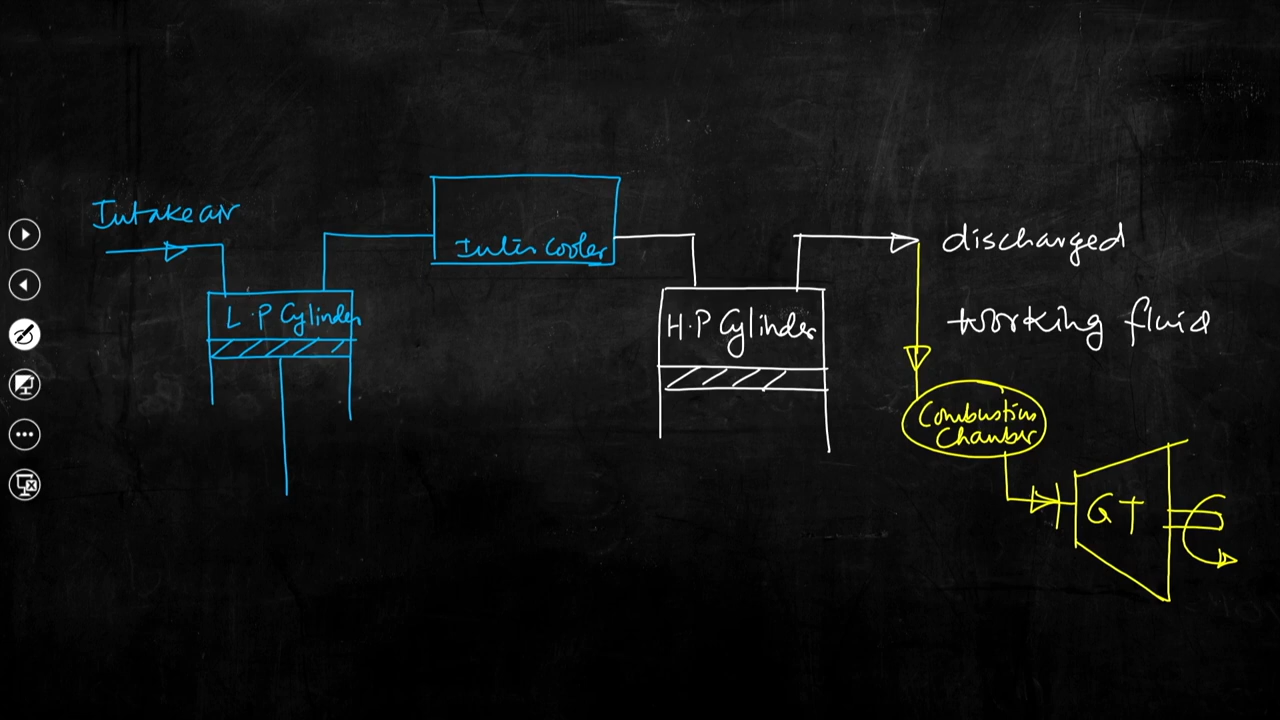 Intake air
Inter cooler
discharged
L.P Cylinder
H.P Cylinder
working fluid
Combustion
Chamber
GT